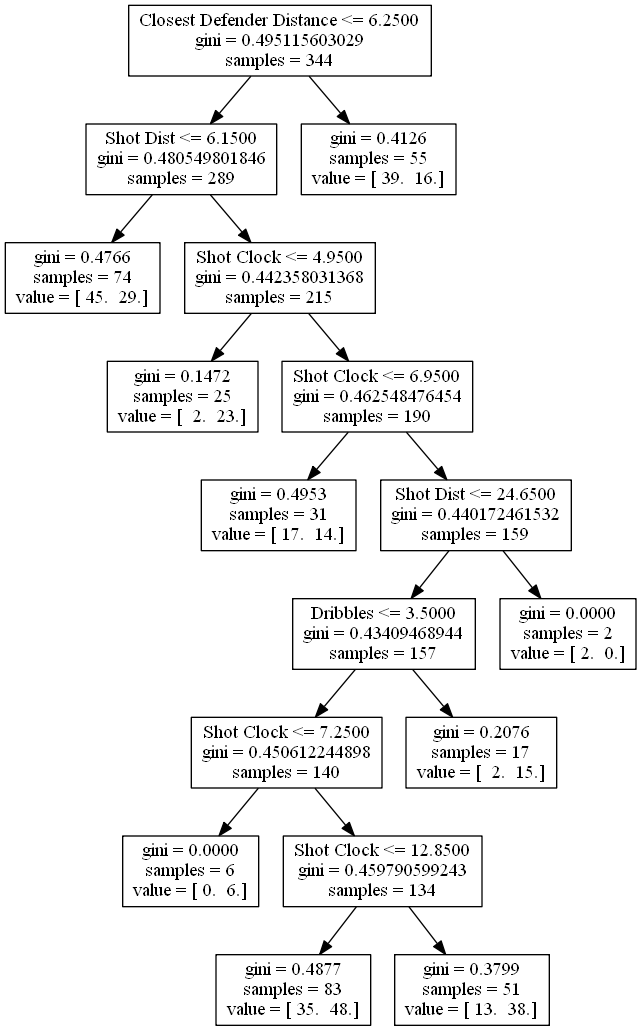 Closest Defender Distance <= 6.2500
gini = 0.495115603029
samples = 344
Shot Dist <= 6.1500
gini = 0.480549801846
samples = 289
gini = 0.4126
samples = 55
value = [ 39. 16.]
gini = 0.4766
samples = 74
value = [ 45. 29.]
Shot Clock <= 4.9500
gini = 0.442358031368
samples = 215
gini = 0.1472
samples = 25
value = [ 2. 23.]
Shot Clock <= 6.9500
gini = 0.462548476454
samples = 190
gini = 0.4953
samples = 31
value = [ 17. 14.]
Shot Dist <= 24.6500
gini = 0.440172461532
samples = 159
Dribbles <= 3.5000
gini = 0.43409468944
samples = 157
gini = 0.0000
samples = 2
value = [ 2. 0.]
Shot Clock <= 7.2500
gini = 0.450612244898
samples = 140
gini = 0.2076
samples = 17
value = [ 2. 15.]
gini = 0.0000
samples = 6
value = [ 0. 6.]
Shot Clock <= 12.8500
gini = 0.459790599243
samples = 134
gini = 0.4877
samples = 83
value = [ 35. 48.]
gini = 0.3799
samples = 51
value = [ 13. 38.]